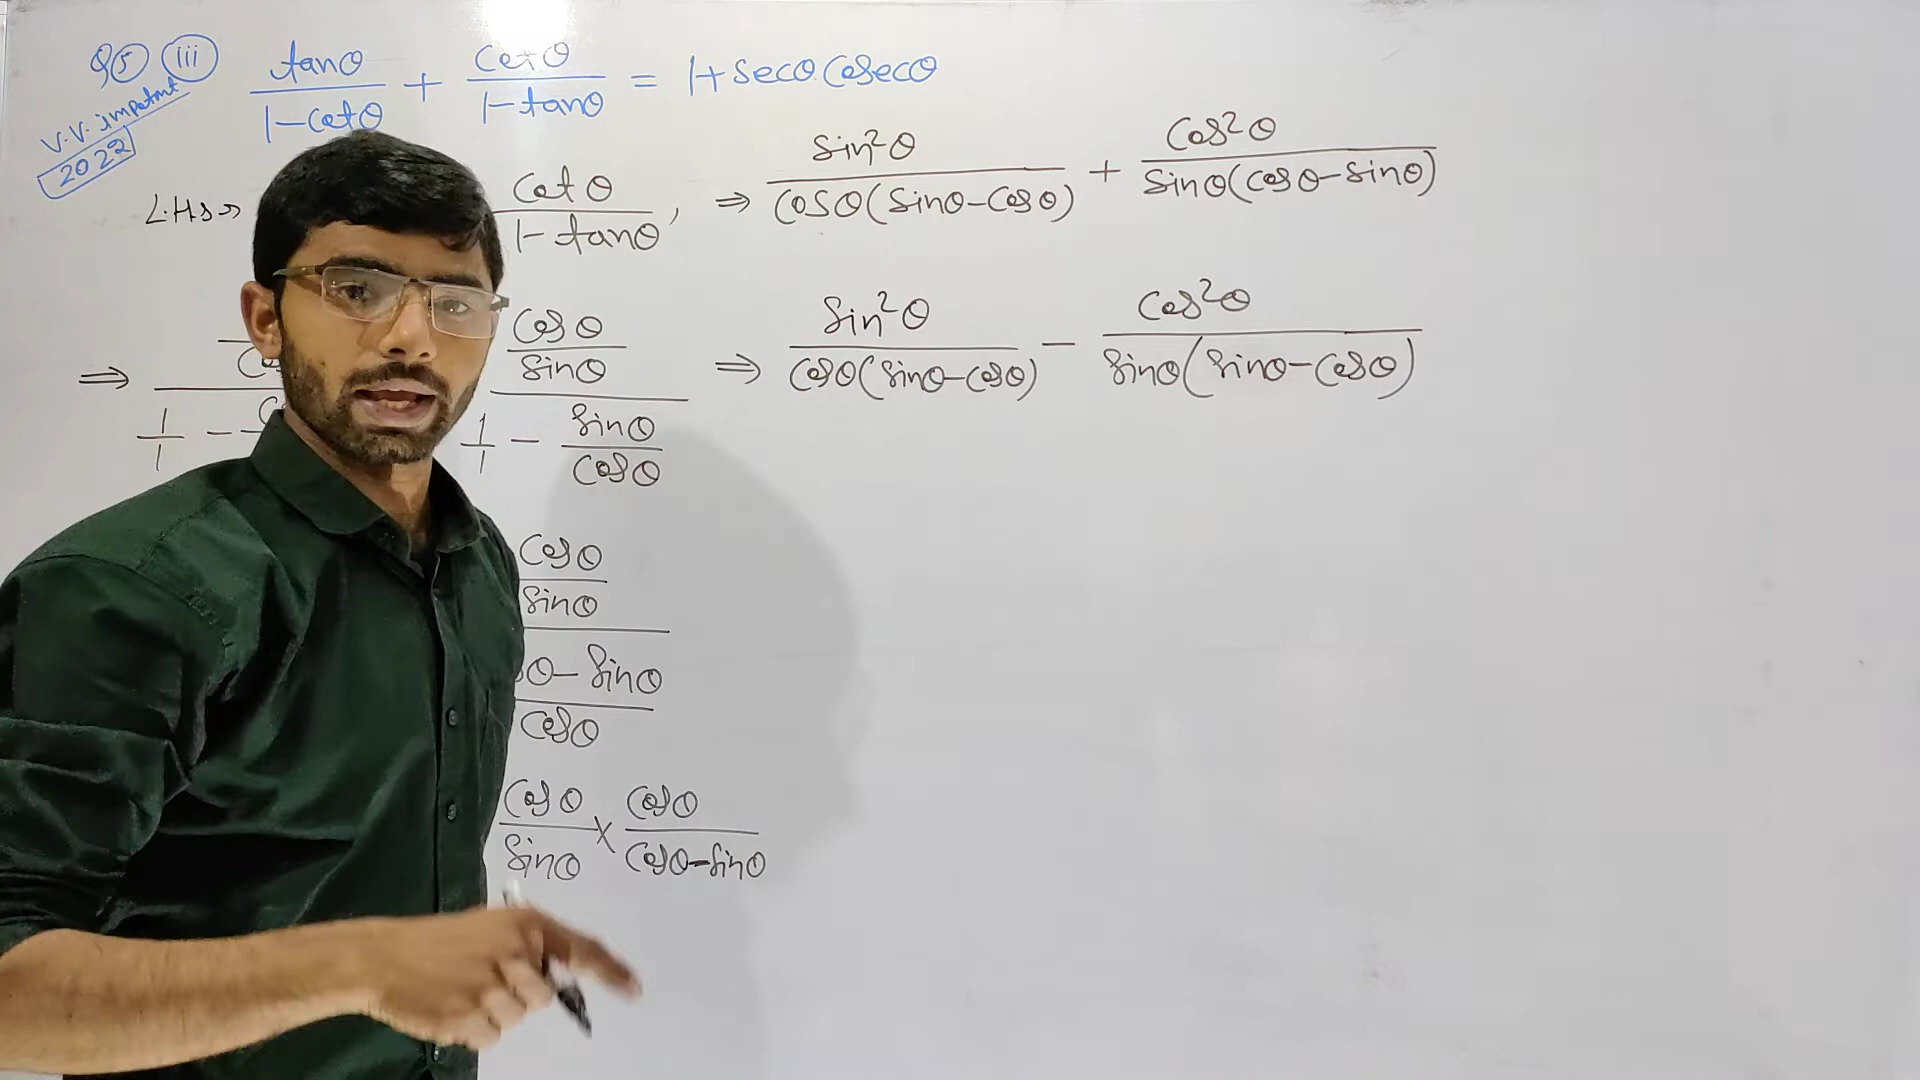 Q5 iii tanθ/(1-cotθ) + cotθ/(1-tanθ) = 1+secθ.cosecθ
V.V. impotant
2022
L.H.S→ cotθ/(1-tanθ),
⇒ cosθ/sinθ
1/1 - 1/1 - sinθ/cosθ
cosθ/sinθ
θ-sinθ
cosθ
cosθ/sinθ × cosθ/(cosθ-sinθ)
⇒ sin²θ/(cosθ(sinθ-cosθ)) + cos²θ/(sinθ(cosθ-sinθ))
⇒ sin²θ/(cosθ(sinθ-cosθ)) - cos²θ/(sinθ(sinθ-cosθ))